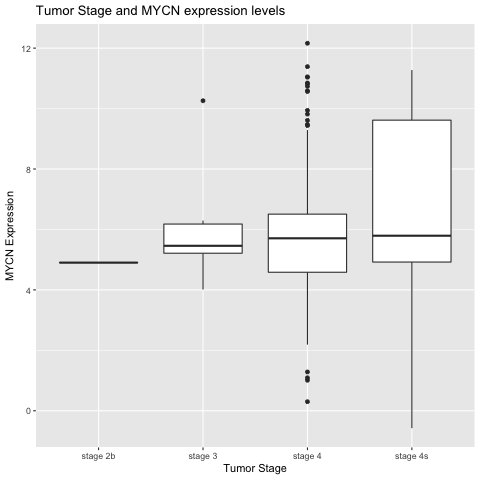 Tumor Stage and MYCN expression levels
MYCN Expression
12
8
4
0
stage 2b
stage 3
stage 4
stage 4s
Tumor Stage